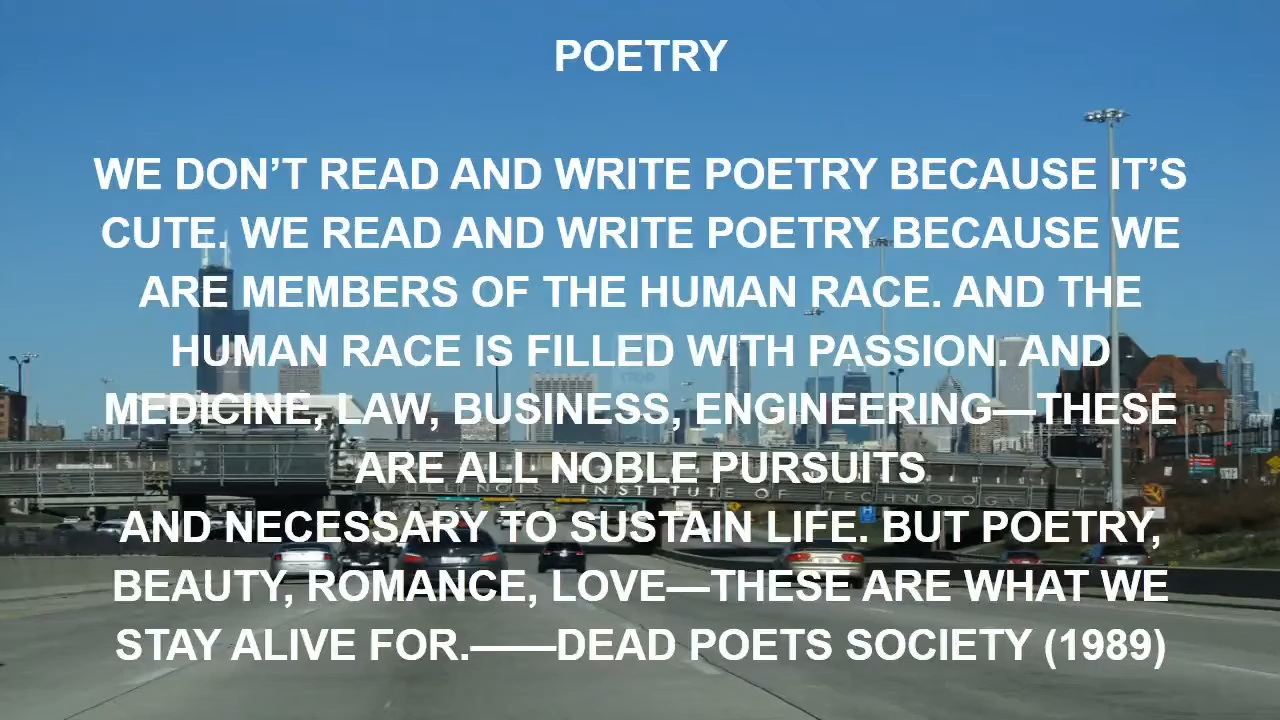 POETRY
WE DON’T READ AND WRITE POETRY BECAUSE IT’S
CUTE. WE READ AND WRITE POETRY BECAUSE WE
ARE MEMBERS OF THE HUMAN RACE. AND THE
HUMAN RACE IS FILLED WITH PASSION. AND
MEDICINE, LAW, BUSINESS, ENGINEERING—THESE
ARE ALL NOBLE PURSUITS
ILLINOIS INSTITUTE OF TECHNOLOGY
AND NECESSARY TO SUSTAIN LIFE. BUT POETRY,
BEAUTY, ROMANCE, LOVE—THESE ARE WHAT WE
STAY ALIVE FOR.——DEAD POETS SOCIETY (1989)